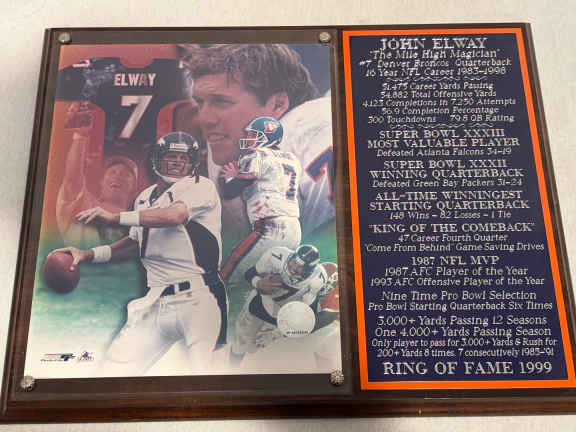 ELWAY
7
JOHN ELWAY
"The Mile High Magician"
#7 Denver Broncos Quarterback
16 Year NFL Career 1983-1998
51,475 Career Yards Passing
54,882 Total Offensive Yards
4,123 Completions in 7,250 Attempts
56.9 Completion Percentage
300 Touchdowns 79.8 QB Rating
SUPER BOWL XXXIII
MOST VALUABLE PLAYER
Defeated Atlanta Falcons 34-19
SUPER BOWL XXXII
WINNING QUARTERBACK
Defeated Green Bay Packers 31-24
ALL-TIME WINNINGEST
STARTING QUARTERBACK
148 Wins - 82 Losses - 1 Tie
"KING OF THE COMEBACK"
47 Career Fourth Quarter
"Come From Behind" Game Saving Drives
1987 NFL MVP
1987 AFC Player of the Year
1993 AFC Offensive Player of the Year
Nine Time Pro Bowl Selection
Pro Bowl Starting Quarterback Six Times
3,000+ Yards Passing 12 Seasons
One 4,000+ Yards Passing Season
Only player to pass for 3,000+ Yards & Rush for
200+ Yards 8 times, 7 consecutively 1985-'91
RING OF FAME 1999